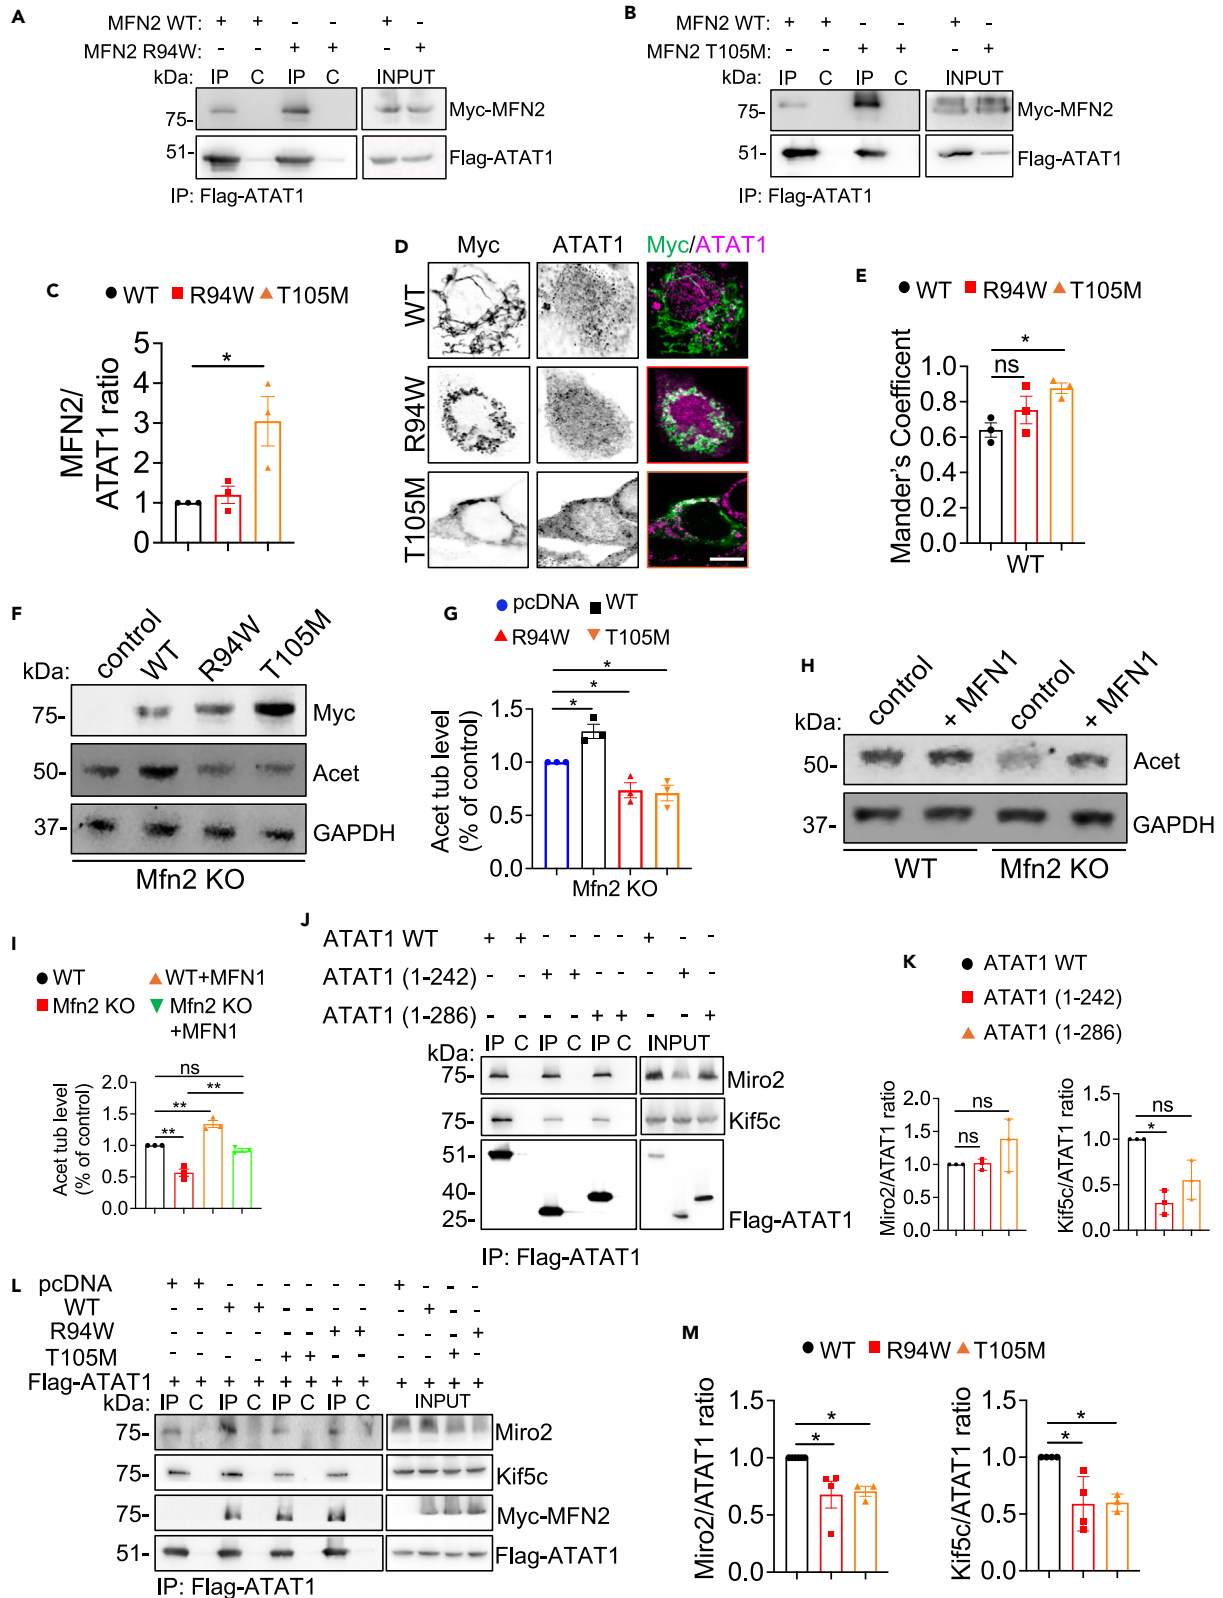 A
MFN2 WT: + + - - + -
MFN2 R94W: - - + + - +
kDa: IP C IP C INPUT
75- Myc-MFN2
51- Flag-ATAT1
IP: Flag-ATAT1
B
MFN2 WT: + + - - + -
MFN2 T105M: - - + + - +
kDa: IP C IP C INPUT
75- Myc-MFN2
51- Flag-ATAT1
IP: Flag-ATAT1
C
WT R94W T105M
MFN2/
ATAT1 ratio
5
4
3
2
1
0
*
D
Myc ATAT1 Myc/ATAT1
WT
R94W
T105M
E
WT R94W T105M
Mander's Coefficent
1.0
0.8
0.6
0.4
0.2
0.0
ns
*
WT
F
control WT R94W T105M
kDa:
75- Myc
50- Acet
37- GAPDH
Mfn2 KO
G
pcDNA WT
R94W T105M
Acet tub level
(% of control)
1.5
1.0
0.5
0.0
*
*
*
Mfn2 KO
H
control + MFN1 control + MFN1
kDa:
50- Acet
37- GAPDH
WT Mfn2 KO
I
WT WT+MFN1
Mfn2 KO Mfn2 KO
+MFN1
Acet tub level
(% of control)
2.0
1.5
1.0
0.5
0.0
ns
**
**
**
J
ATAT1 WT + + - - - - + - -
ATAT1 (1-242) - - + + - - - + -
ATAT1 (1-286) - - - - + + - - +
kDa: IP C IP C IP C INPUT
75- Miro2
75- Kif5c
51-
40-
25- Flag-ATAT1
IP: Flag-ATAT1
K
ATAT1 WT
ATAT1 (1-242)
ATAT1 (1-286)
Miro2/ATAT1 ratio
2.0
1.5
1.0
0.5
0.0
ns
ns
Kif5c/ATAT1 ratio
1.5
1.0
0.5
0.0
ns
*
L
pcDNA + + - - - - - - + - - -
WT - - + + - - - - - + - -
R94W - - - - - - + + - - - +
T105M - - - - + + - - - - + -
Flag-ATAT1 + + + + + + + + + + + +
kDa: IP C IP C IP C IP C INPUT
75- Miro2
75- Kif5c
Myc-MFN2
51- Flag-ATAT1
IP: Flag-ATAT1
M
WT R94W T105M
Miro2/ATAT1 ratio
1.5
1.0
0.5
0.0
*
*
Kif5c/ATAT1 ratio
1.5
1.0
0.5
0.0
*
*